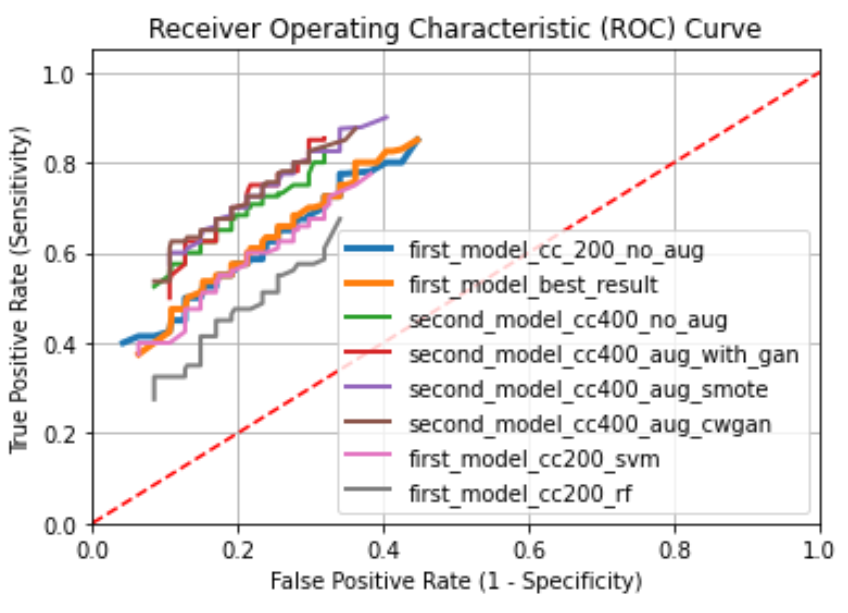 Receiver Operating Characteristic (ROC) Curve
True Positive Rate (Sensitivity)
1.0
0.8
0.6
0.4
0.2
0.0
first_model_cc_200_no_aug
first_model_best_result
second_model_cc400_no_aug
second_model_cc400_aug_with_gan
second_model_cc400_aug_smote
second_model_cc400_aug_cwgan
first_model_cc200_svm
first_model_cc200_rf
0.0 0.2 0.4 0.6 0.8 1.0
False Positive Rate (1 - Specificity)